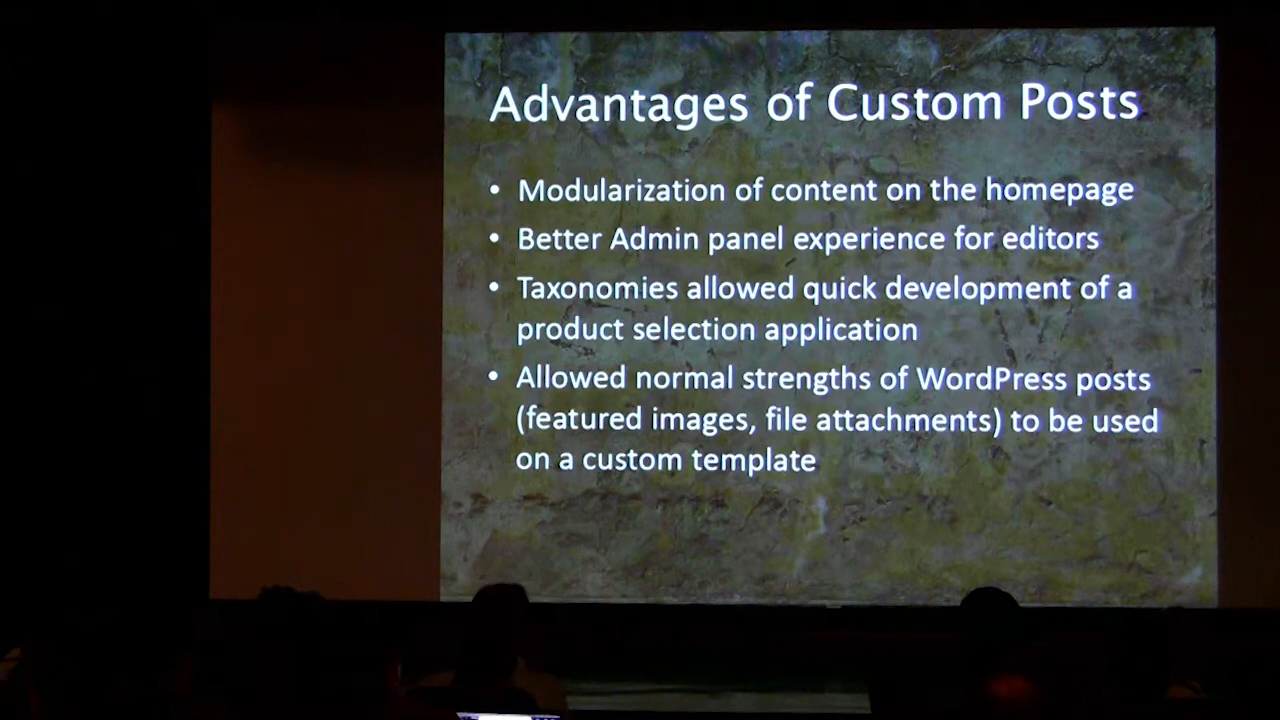 Advantages of Custom Posts
• Modularization of content on the homepage
• Better Admin panel experience for editors
• Taxonomies allowed quick development of a
product selection application
• Allowed normal strengths of WordPress posts
(featured images, file attachments) to be used
on a custom template